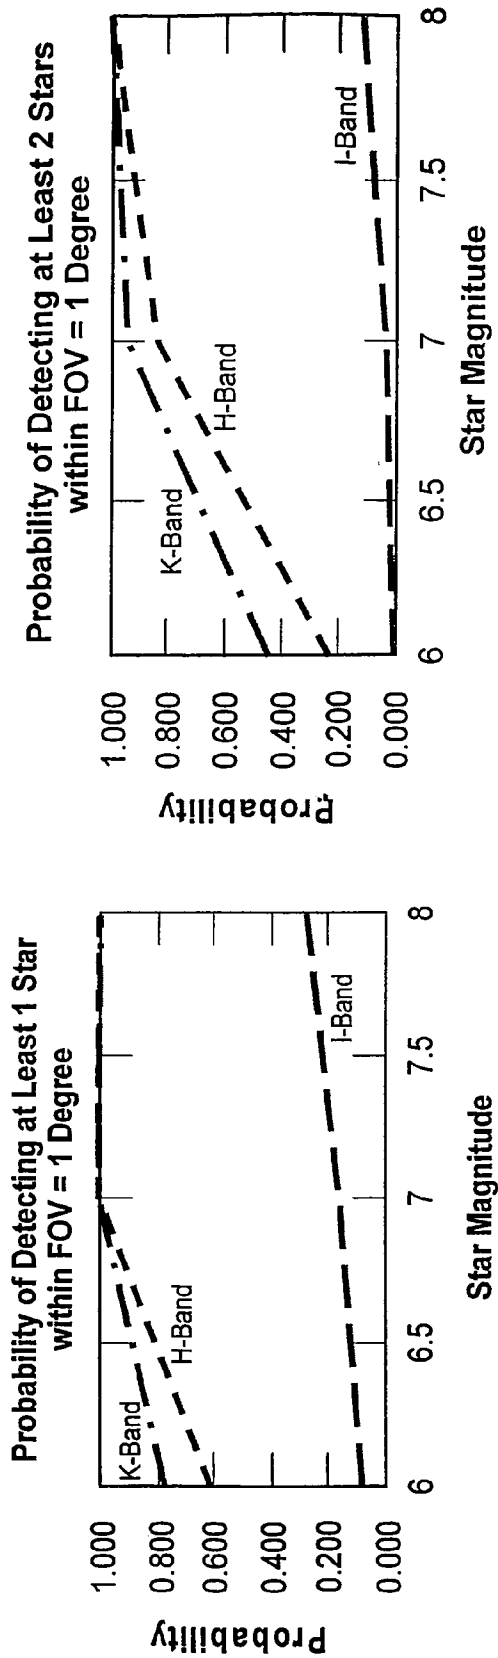 Probability of Detecting at Least 1 Star
within FOV = 1 Degree
Probability
1.000
0.800
0.600
0.400
0.200
0.000
K-Band
H-Band
I-Band
6
6.5
7
7.5
8
Star Magnitude
Probability of Detecting at Least 2 Stars
within FOV = 1 Degree
Probability
1.000
0.800
0.600
0.400
0.200
0.000
K-Band
H-Band
I-Band
6
6.5
7
7.5
8
Star Magnitude